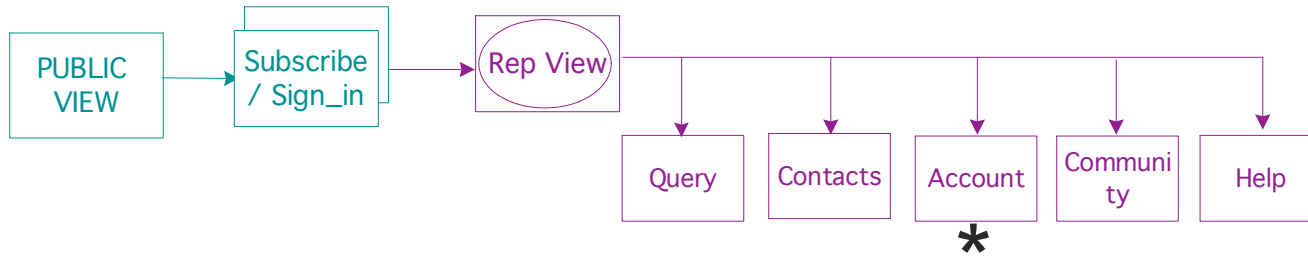 PUBLIC
VIEW
Subscribe
/ Sign_in
Rep View
Query
Contacts
Account
Communi
ty
Help
*